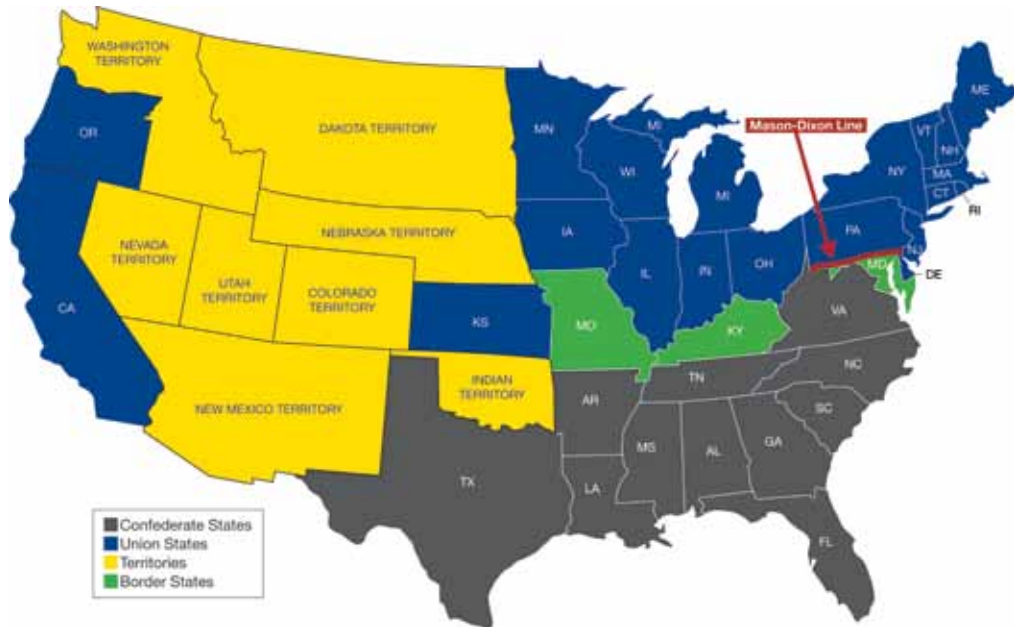 WASHINGTON
TERRITORY
OR
DAKOTA TERRITORY
MN
WI
MI
MI
Mason-Dixon Line
ME
VT
NH
NY
MA
CT
RI
NEBRASKA TERRITORY
IA
PA
NJ
NEVADA
TERRITORY
UTAH
TERRITORY
COLORADO
TERRITORY
IL
IN
OH
MD
DE
CA
KS
MO
KY
VA
NEW MEXICO TERRITORY
INDIAN
TERRITORY
AR
TN
NC
SC
TX
LA
MS
AL
GA
FL
Confederate States
Union States
Territories
Border States